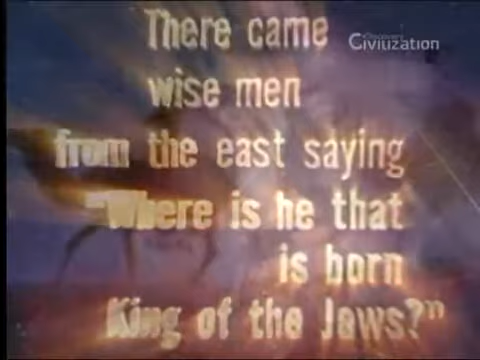 There came
Discovery
Civilization
wise men
from the east saying
"Where is he that
is born
King of the Jews?"